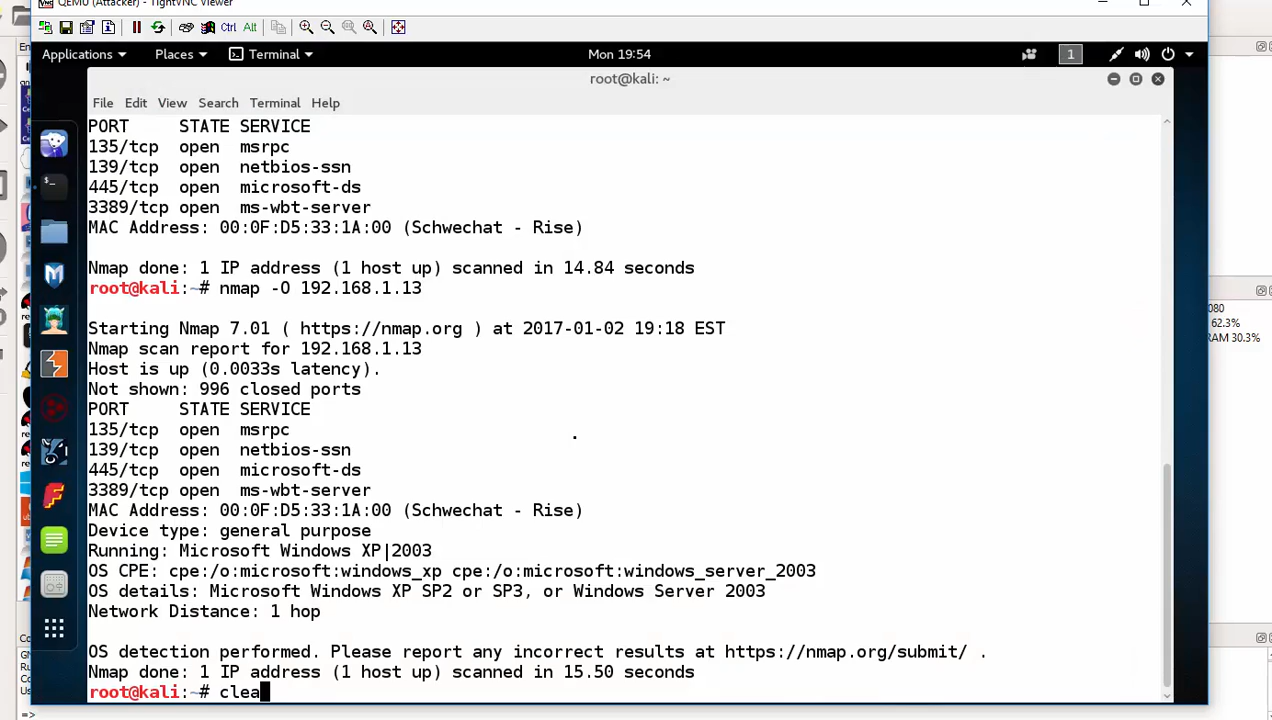 QEMU (Attacker) - TightVNC Viewer
Ctrl Alt
Applications Places Terminal Mon 19:54 1
root@kali: ~
File Edit View Search Terminal Help
PORT STATE SERVICE
135/tcp open msrpc
139/tcp open netbios-ssn
445/tcp open microsoft-ds
3389/tcp open ms-wbt-server
MAC Address: 00:0F:D5:33:1A:00 (Schwechat - Rise)
Nmap done: 1 IP address (1 host up) scanned in 14.84 seconds
root@kali:~# nmap -O 192.168.1.13
Starting Nmap 7.01 ( https://nmap.org ) at 2017-01-02 19:18 EST
Nmap scan report for 192.168.1.13
Host is up (0.0033s latency).
Not shown: 996 closed ports
PORT STATE SERVICE
135/tcp open msrpc
139/tcp open netbios-ssn
445/tcp open microsoft-ds
3389/tcp open ms-wbt-server
MAC Address: 00:0F:D5:33:1A:00 (Schwechat - Rise)
Device type: general purpose
Running: Microsoft Windows XP|2003
OS CPE: cpe:/o:microsoft:windows_xp cpe:/o:microsoft:windows_server_2003
OS details: Microsoft Windows XP SP2 or SP3, or Windows Server 2003
Network Distance: 1 hop
OS detection performed. Please report any incorrect results at https://nmap.org/submit/ .
Nmap done: 1 IP address (1 host up) scanned in 15.50 seconds
root@kali:~# clea
080
62.3%
RAM 30.3%
=>